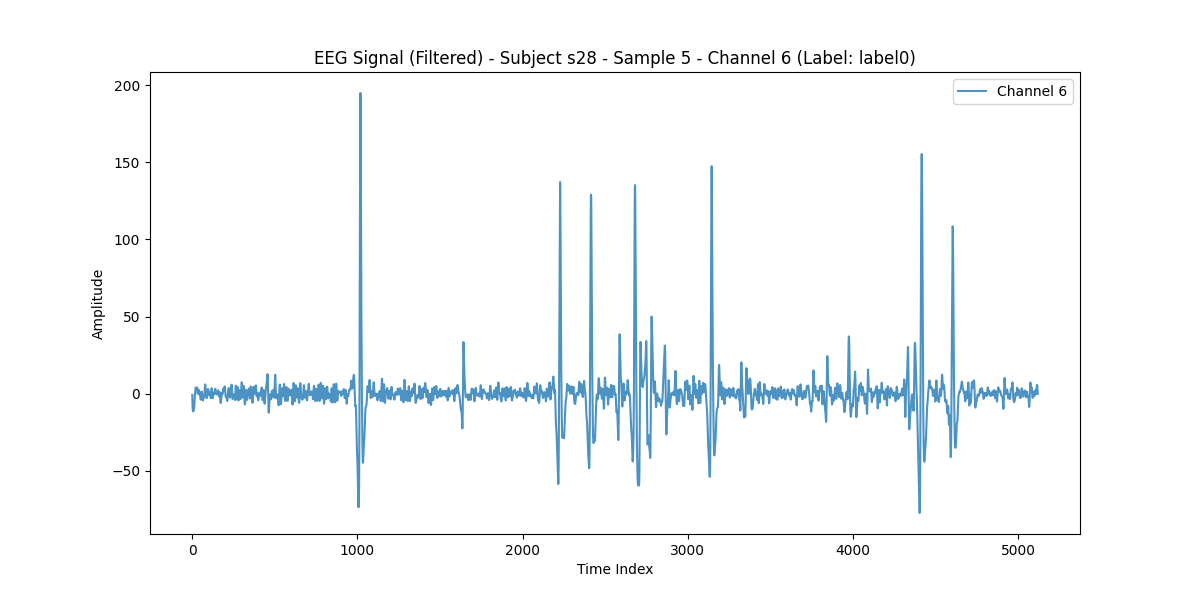 EEG Signal (Filtered) - Subject s28 - Sample 5 - Channel 6 (Label: label0)
Channel 6
200
150
100
50
0
−50
Amplitude
0 1000 2000 3000 4000 5000
Time Index